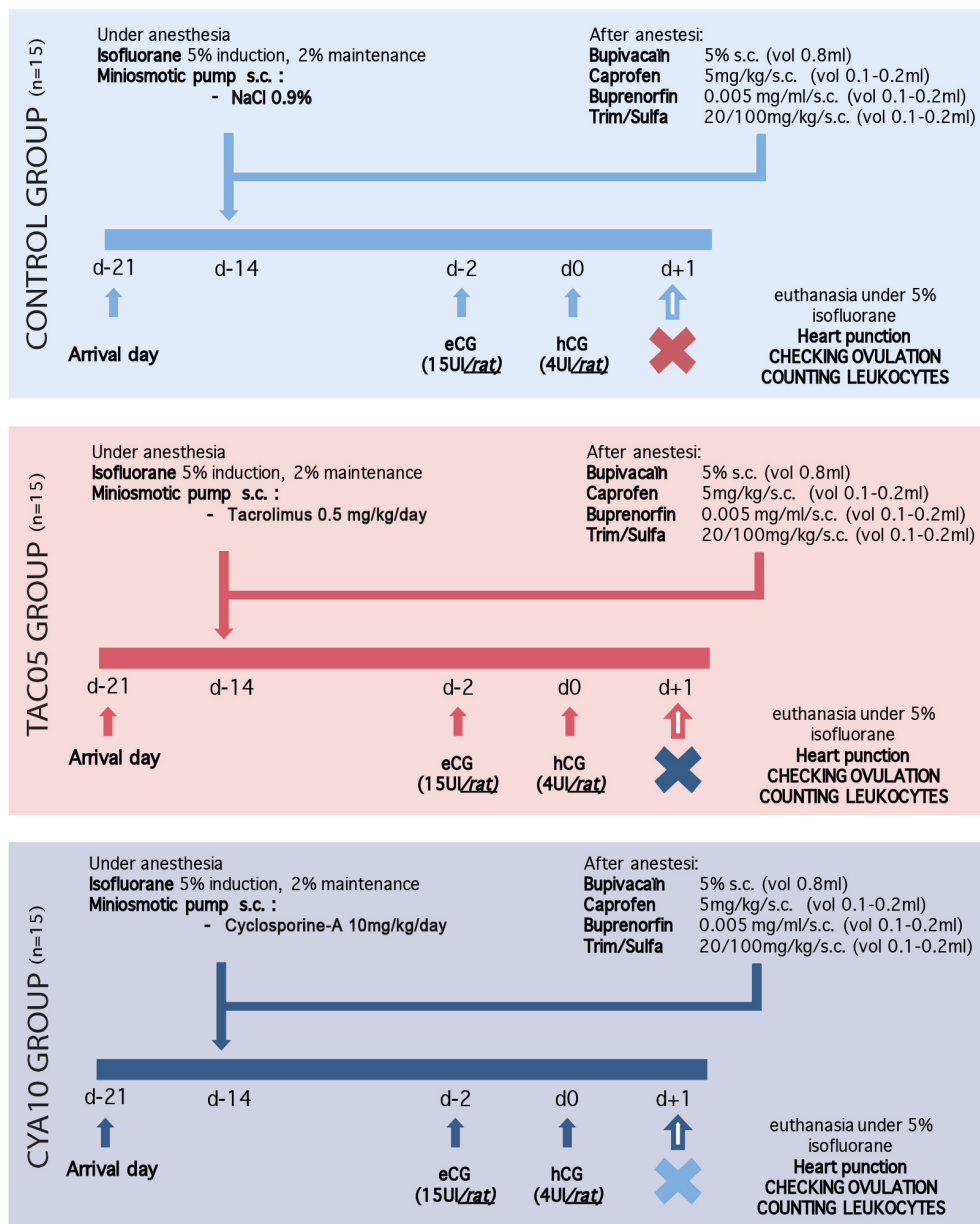 CONTROL GROUP (n=15)
Under anesthesia
Isofluorane 5% induction, 2% maintenance
Miniosmotic pump s.c. :
- NaCl 0.9%
After anestesi:
Bupivacaïn 5% s.c. (vol 0.8ml)
Caprofen 5mg/kg/s.c. (vol 0.1-0.2ml)
Buprenorfin 0.005 mg/ml/s.c. (vol 0.1-0.2ml)
Trim/Sulfa 20/100mg/kg/s.c. (vol 0.1-0.2ml)
d-21 d-14 d-2 d0 d+1
Arrival day
eCG
(15UI/rat)
hCG
(4UI/rat)
euthanasia under 5%
isofluorane
Heart punction
CHECKING OVULATION
COUNTING LEUKOCYTES
TAC05 GROUP (n=15)
Under anesthesia
Isofluorane 5% induction, 2% maintenance
Miniosmotic pump s.c. :
- Tacrolimus 0.5 mg/kg/day
After anestesi:
Bupivacaïn 5% s.c. (vol 0.8ml)
Caprofen 5mg/kg/s.c. (vol 0.1-0.2ml)
Buprenorfin 0.005 mg/ml/s.c. (vol 0.1-0.2ml)
Trim/Sulfa 20/100mg/kg/s.c. (vol 0.1-0.2ml)
d-21 d-14 d-2 d0 d+1
Arrival day
eCG
(15UI/rat)
hCG
(4UI/rat)
euthanasia under 5%
isofluorane
Heart punction
CHECKING OVULATION
COUNTING LEUKOCYTES
CYA10 GROUP (n=15)
Under anesthesia
Isofluorane 5% induction, 2% maintenance
Miniosmotic pump s.c. :
- Cyclosporine-A 10mg/kg/day
After anestesi:
Bupivacaïn 5% s.c. (vol 0.8ml)
Caprofen 5mg/kg/s.c. (vol 0.1-0.2ml)
Buprenorfin 0.005 mg/ml/s.c. (vol 0.1-0.2ml)
Trim/Sulfa 20/100mg/kg/s.c. (vol 0.1-0.2ml)
d-21 d-14 d-2 d0 d+1
Arrival day
eCG
(15UI/rat)
hCG
(4UI/rat)
euthanasia under 5%
isofluorane
Heart punction
CHECKING OVULATION
COUNTING LEUKOCYTES